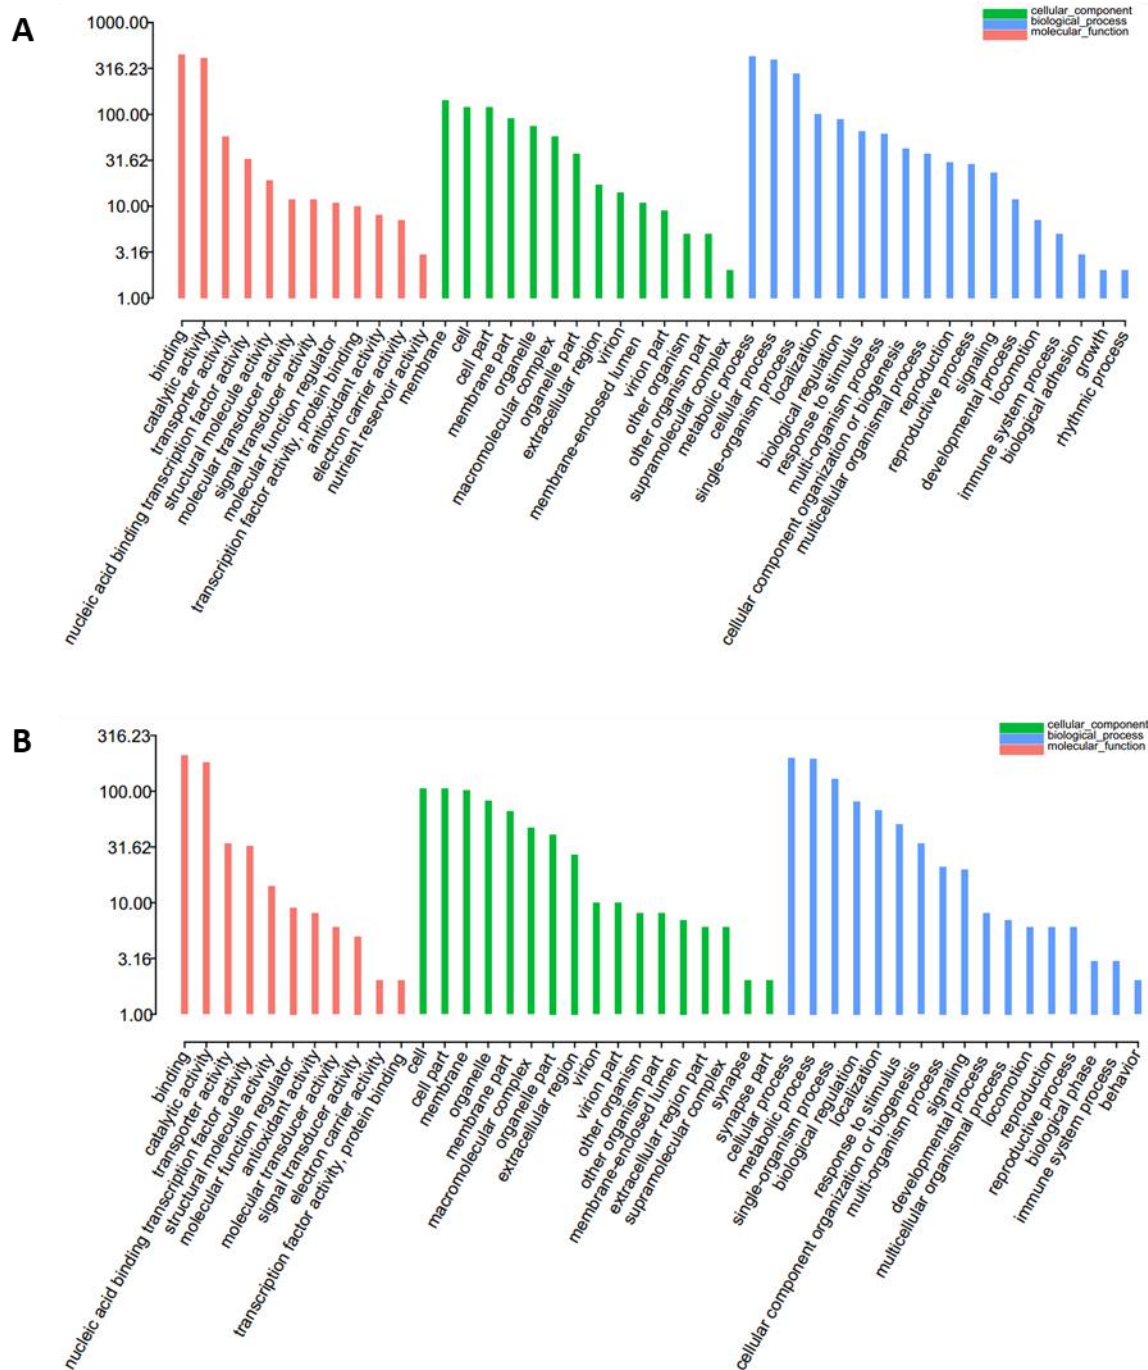 A
cellular_component
biological_process
molecular_function
1000.00
316.23
100.00
31.62
10.00
3.16
1.00
binding
catalytic activity
transporter activity
nucleic acid binding transcription factor activity
structural molecule activity
molecular transducer activity
signal transducer activity
molecular function regulator
transcription factor activity, protein binding
antioxidant activity
electron carrier activity
nutrient reservoir activity
membrane
cell
cell part
membrane part
organelle
macromolecular complex
organelle part
extracellular region
virion
membrane-enclosed lumen
virion part
other organism
other organism part
supramolecular complex
metabolic process
cellular process
single-organism process
localization
biological regulation
response to stimulus
multi-organism process
cellular component organization or biogenesis
multicellular organismal process
reproduction
reproductive process
signaling
developmental process
locomotion
immune system process
biological adhesion
growth
rhythmic process
B
cellular_component
biological_process
molecular_function
316.23
100.00
31.62
10.00
3.16
1.00
binding
catalytic activity
transporter activity
nucleic acid binding transcription factor activity
structural molecule activity
molecular function regulator
antioxidant activity
molecular transducer activity
signal transducer activity
electron carrier activity
transcription factor activity, protein binding
cell
cell part
membrane
organelle
membrane part
macromolecular complex
organelle part
extracellular region
virion
virion part
other organism
other organism part
membrane-enclosed lumen
extracellular region part
supramolecular complex
synapse
synapse part
cellular process
metabolic process
single-organism process
biological regulation
localization
response to stimulus
cellular component organization or biogenesis
multi-organism process
signaling
developmental process
multicellular organismal process
locomotion
reproduction
reproductive process
biological phase
immune system process
behavior